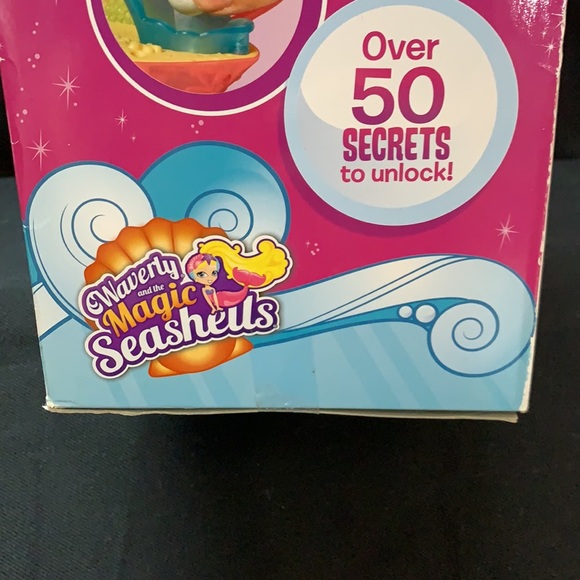 Over
50
SECRETS
to unlock!
Waverly
and the
Magic
Seashells